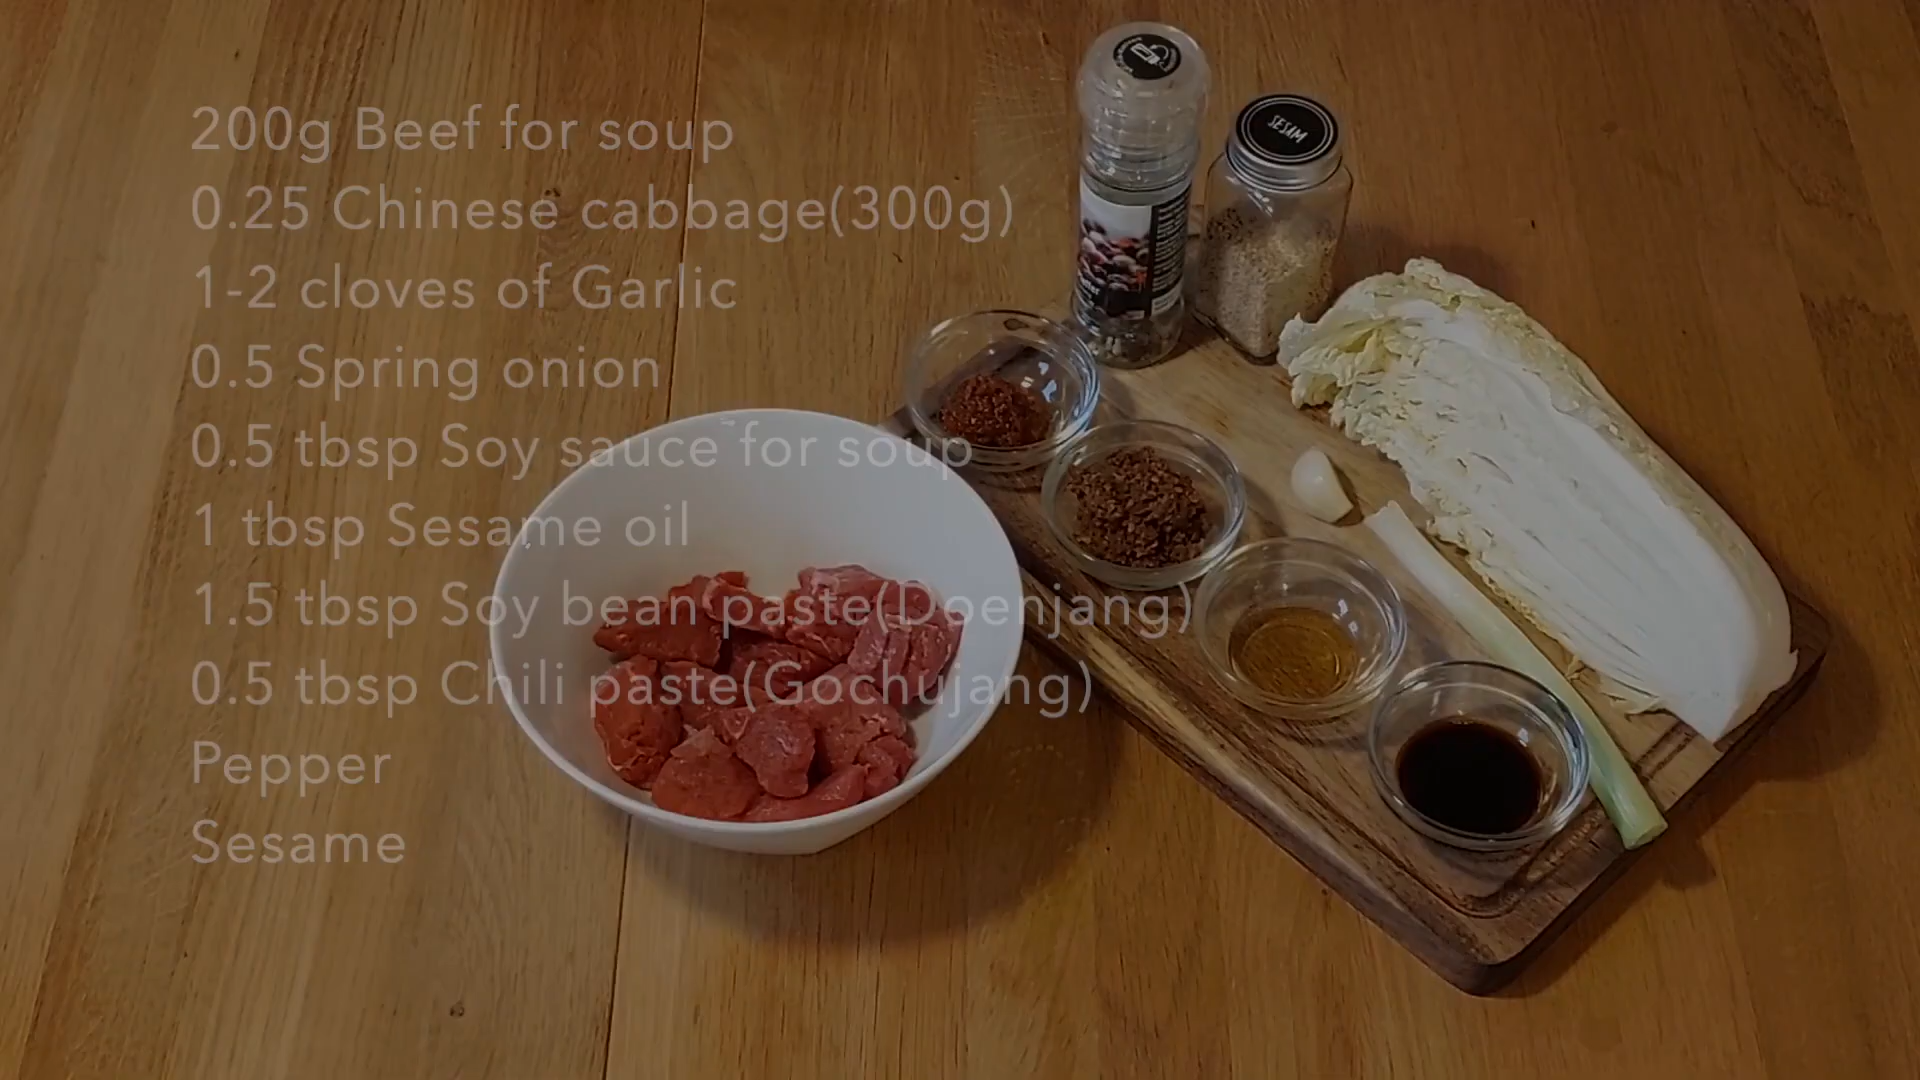 200g Beef for soup
0.25 Chinese cabbage(300g)
1-2 cloves of Garlic
0.5 Spring onion
0.5 tbsp Soy sauce for soup
1 tbsp Sesame oil
1.5 tbsp Soy bean paste(Doenjang)
0.5 tbsp Chili paste(Gochujang)
Pepper
Sesame
SESAM